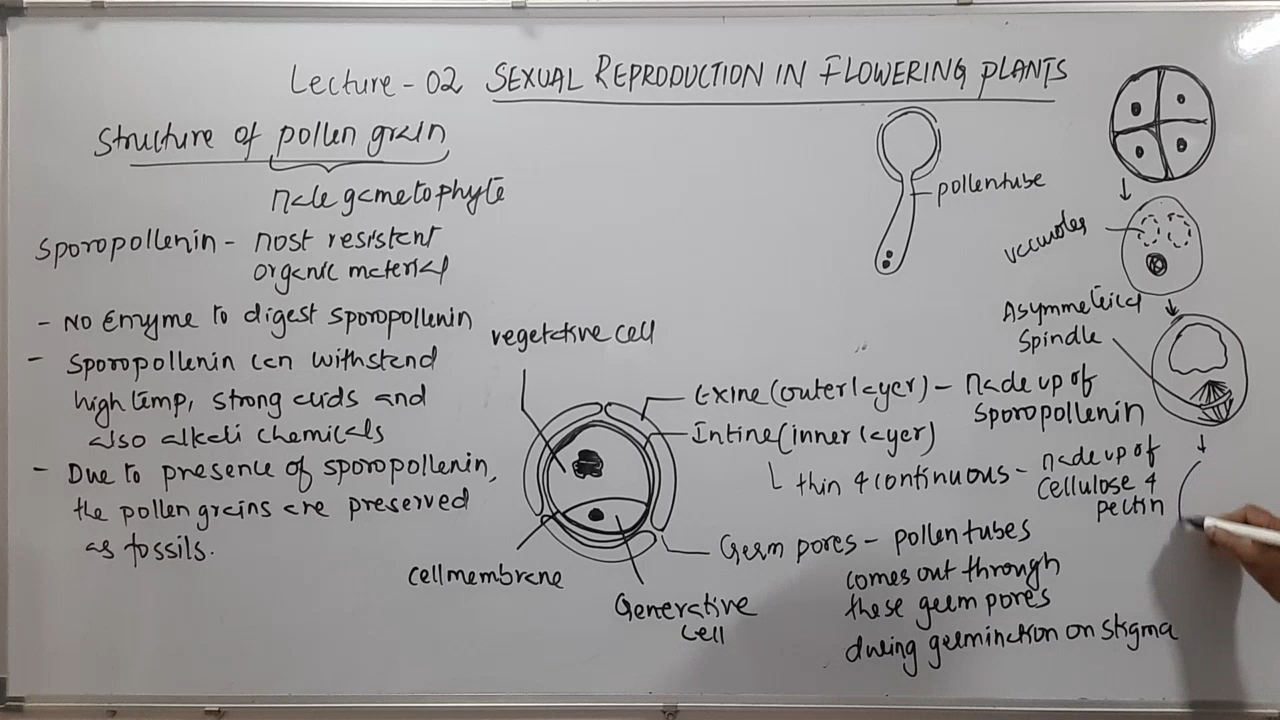 Lecture - 02 SEXUAL REPRODUCTION IN FLOWERING PLANTS
Structure of pollen grain
male gametophyte
Sporopollenin - most resistent
organic material
- No Enzyme to digest sporopollenin
- Sporopollenin can withstand
high temp, strong acids and
also alkali chemicals
- Due to presence of sporopollenin,
the pollen grains are preserved
as fossils.
vegetative cell
cell membrane
Generative
cell
Exine (outer layer) - made up of
sporopollenin
Intine (inner layer)
thin & continuous - made up of
cellulose &
pectin
Germ pores - pollen tubes
comes out through
these germ pores
during germination on stigma
pollen tube
vacuoles
Asymmetrical
Spindle